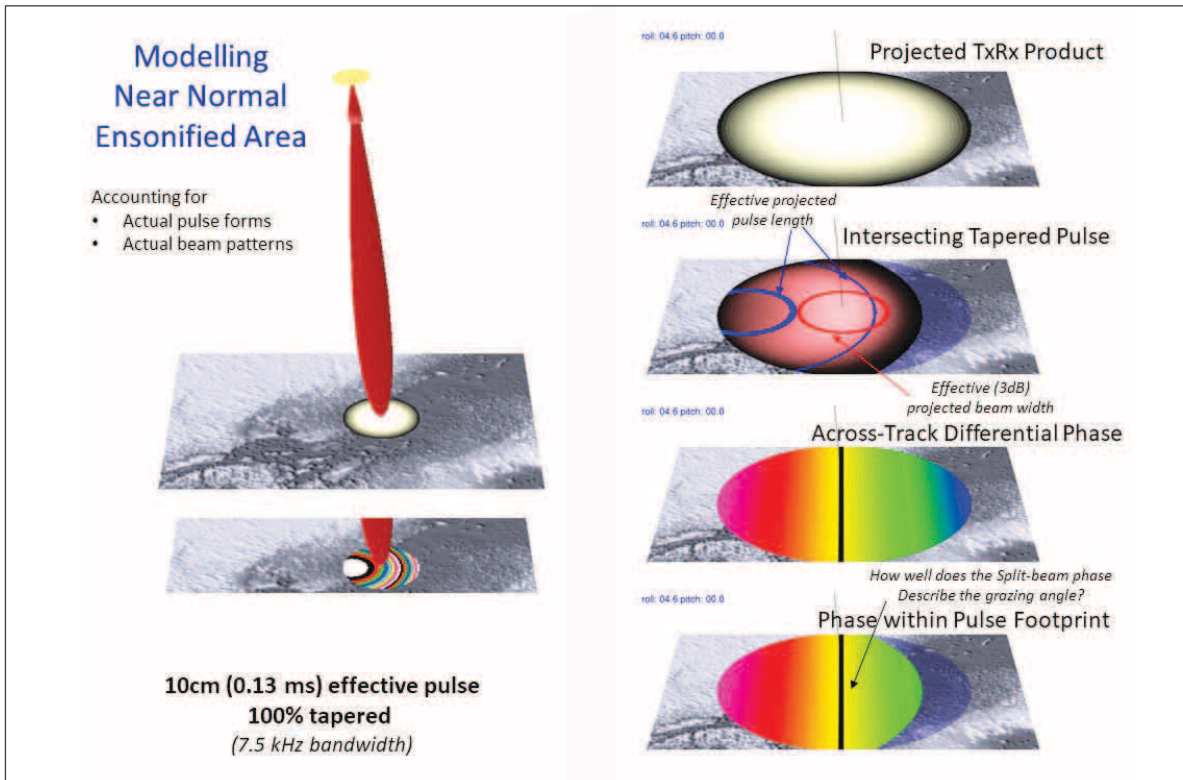 Modelling
Near Normal
Ensonified Area
Accounting for
• Actual pulse forms
• Actual beam patterns
10cm (0.13 ms) effective pulse
100% tapered
(7.5 kHz bandwidth)
roll: 04.6 pitch: 00.0
Projected TxRx Product
roll: 04.6 pitch: 00.0
Effective projected
pulse length
Intersecting Tapered Pulse
Effective (3dB)
projected beam width
roll: 04.6 pitch: 00.0
Across-Track Differential Phase
How well does the Split-beam phase
Describe the grazing angle?
roll: 04.6 pitch: 00.0
Phase within Pulse Footprint